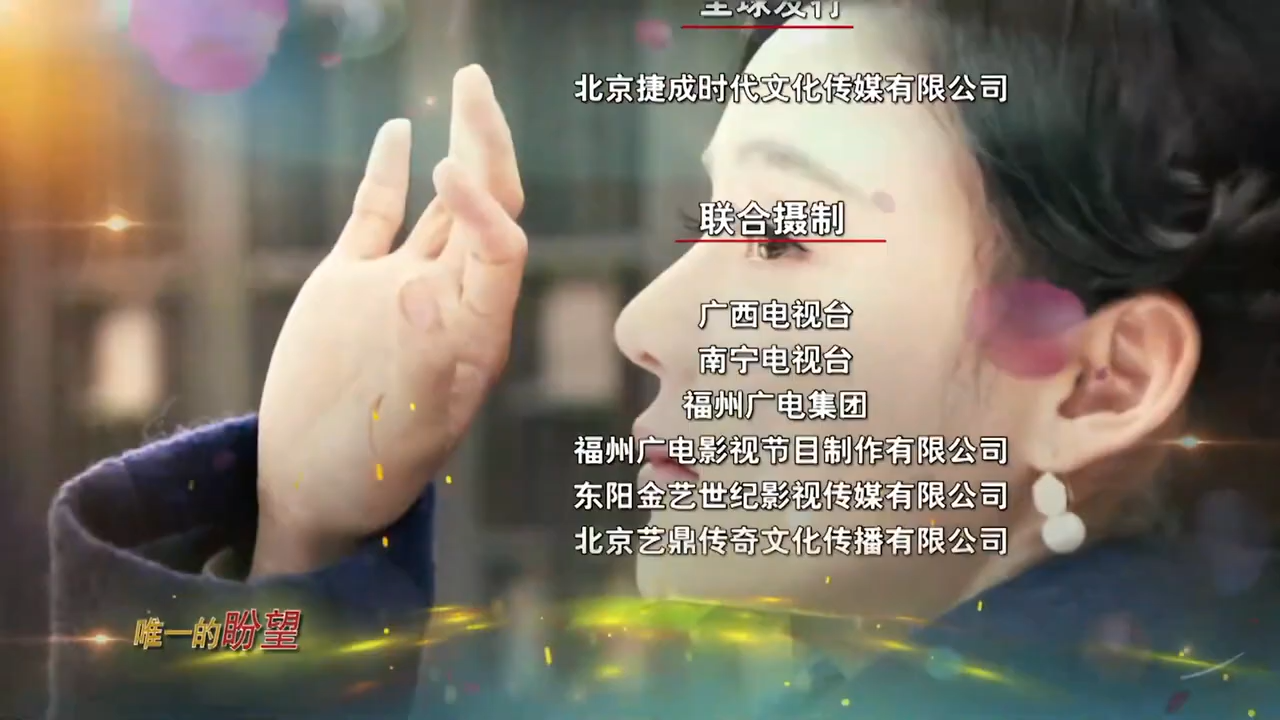 全球发行
北京捷成时代文化传媒有限公司
联合摄制
广西电视台
南宁电视台
福州广电集团
福州广电影视节目制作有限公司
东阳金艺世纪影视传媒有限公司
北京艺鼎传奇文化传播有限公司
唯一的盼望